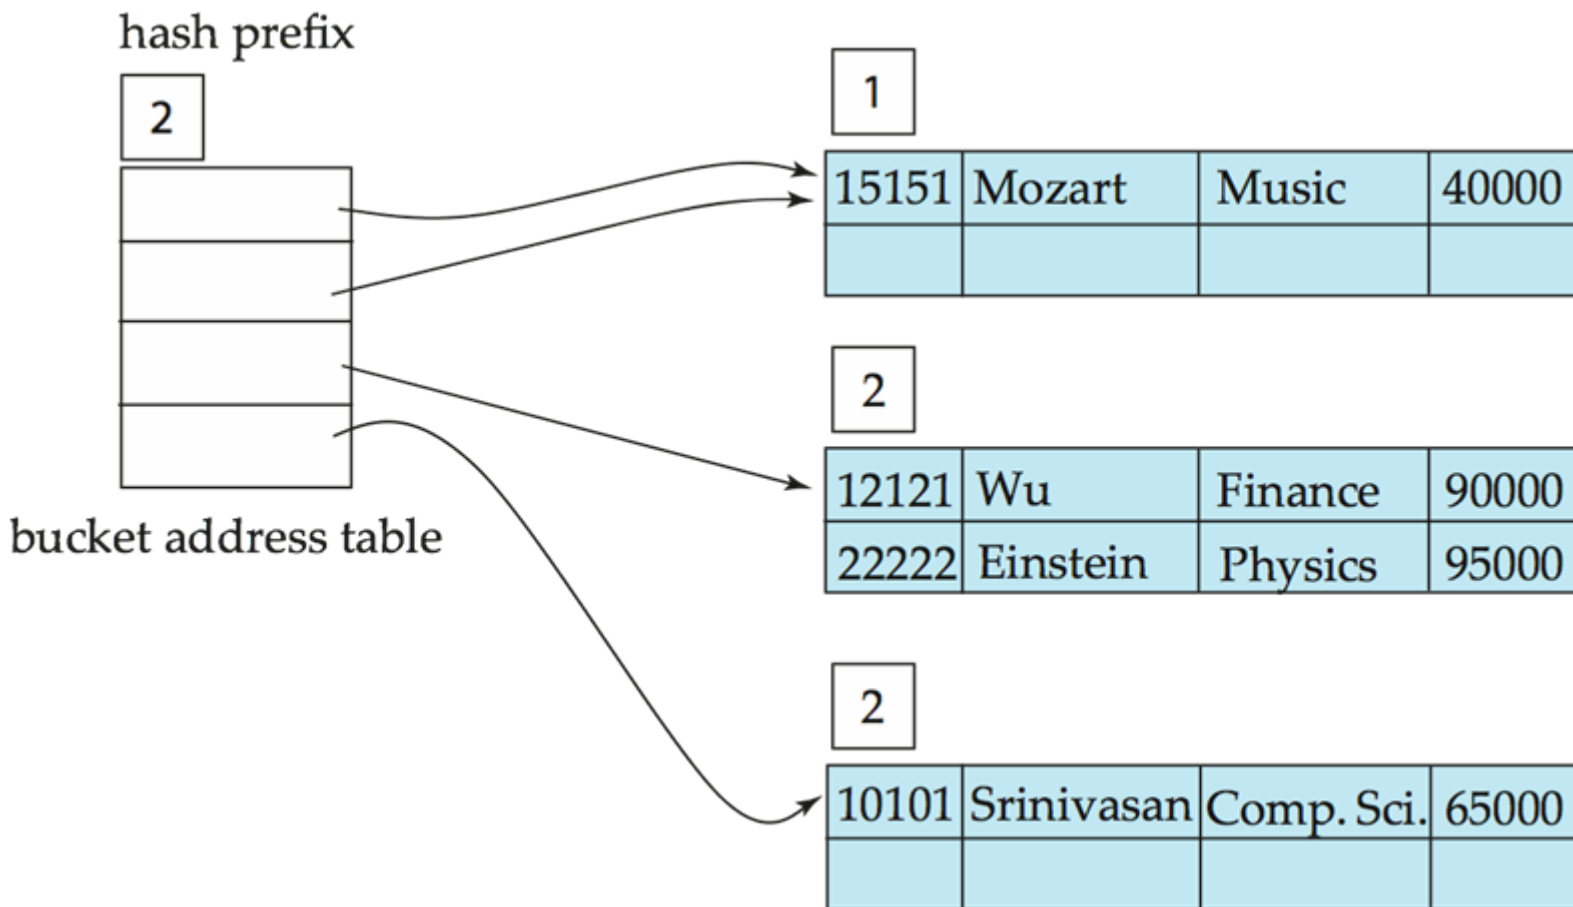 hash prefix
2
bucket address table
1
15151 Mozart Music 40000
2
12121 Wu Finance 90000
22222 Einstein Physics 95000
2
10101 Srinivasan Comp. Sci. 65000